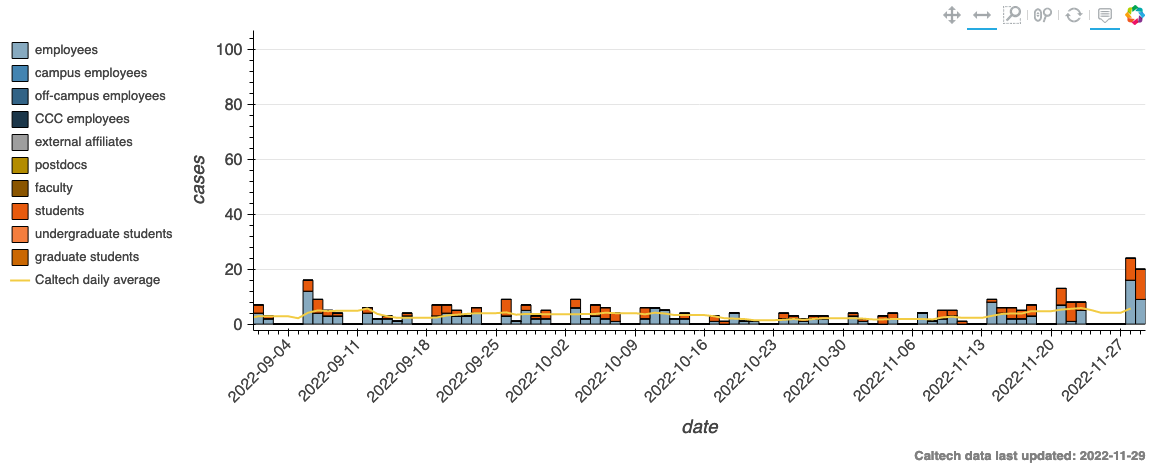 employees
campus employees
off-campus employees
CCC employees
external affiliates
postdocs
faculty
students
undergraduate students
graduate students
Caltech daily average
cases
100
80
60
40
20
0
2022-09-04
2022-09-11
2022-09-18
2022-09-25
2022-10-02
2022-10-09
2022-10-16
2022-10-23
2022-10-30
2022-11-06
2022-11-13
2022-11-20
2022-11-27
date
Caltech data last updated: 2022-11-29